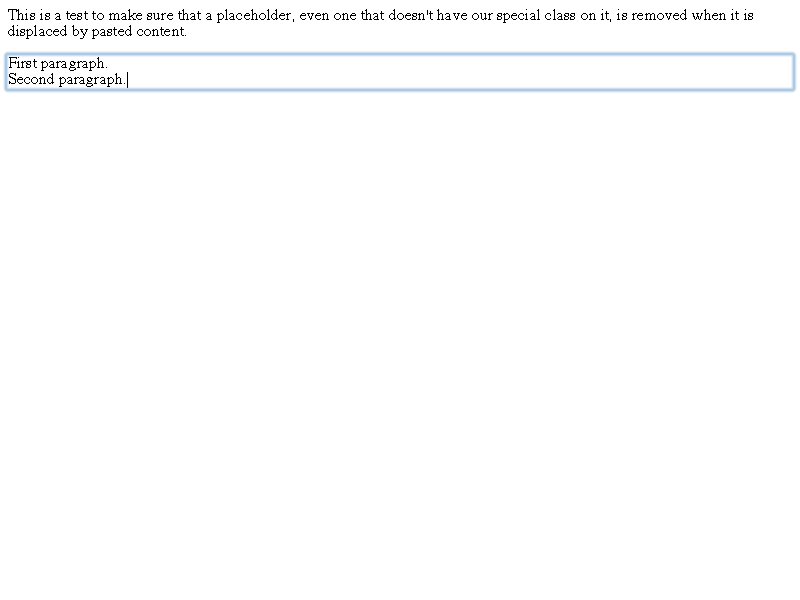 This is a test to make sure that a placeholder, even one that doesn't have our special class on it, is removed when it is
displaced by pasted content.
First paragraph.
Second paragraph.